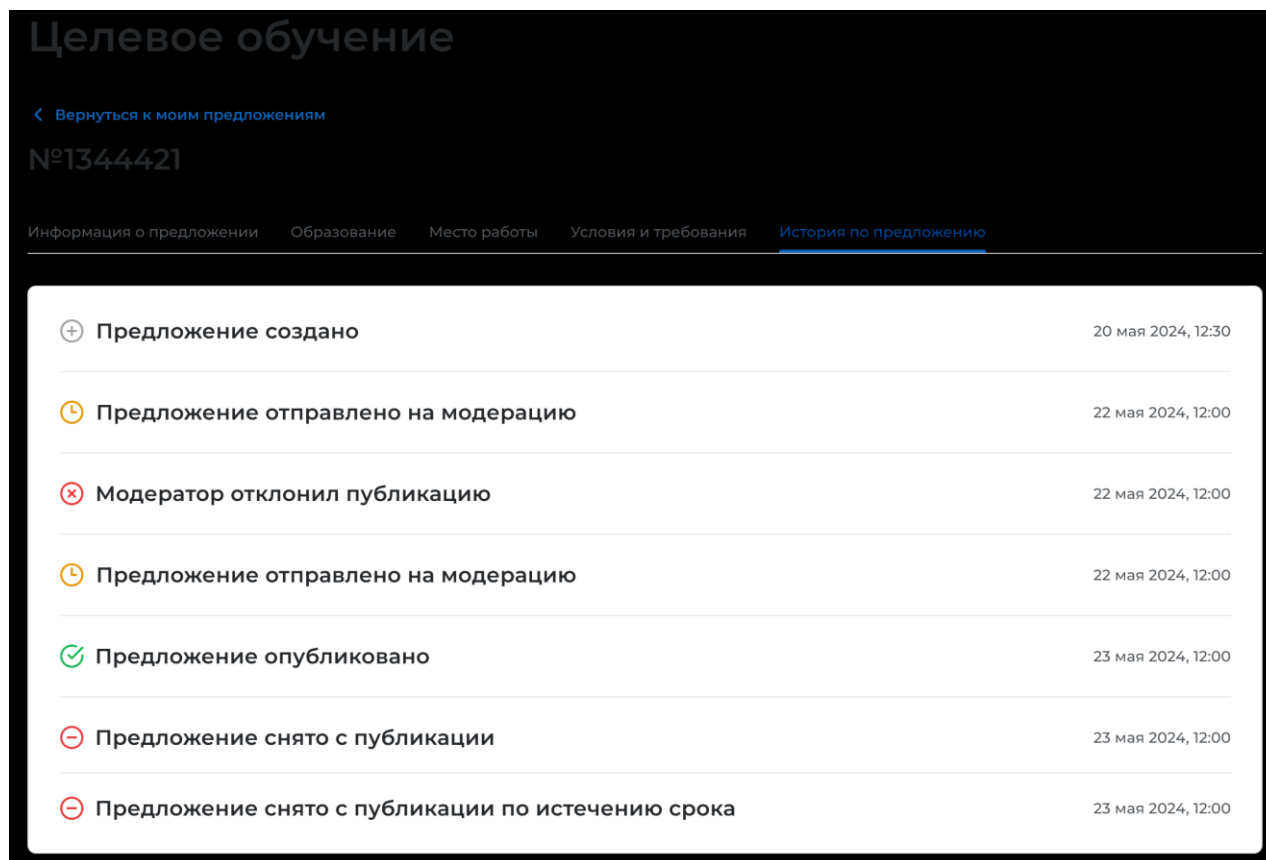 Целевое обучение
Вернуться к моим предложениям
№1344421
Информация о предложении Образование Место работы Условия и требования История по предложению
Предложение создано 20 мая 2024, 12:30
Предложение отправлено на модерацию 22 мая 2024, 12:00
Модератор отклонил публикацию 22 мая 2024, 12:00
Предложение отправлено на модерацию 22 мая 2024, 12:00
Предложение опубликовано 23 мая 2024, 12:00
Предложение снято с публикации 23 мая 2024, 12:00
Предложение снято с публикации по истечению срока 23 мая 2024, 12:00